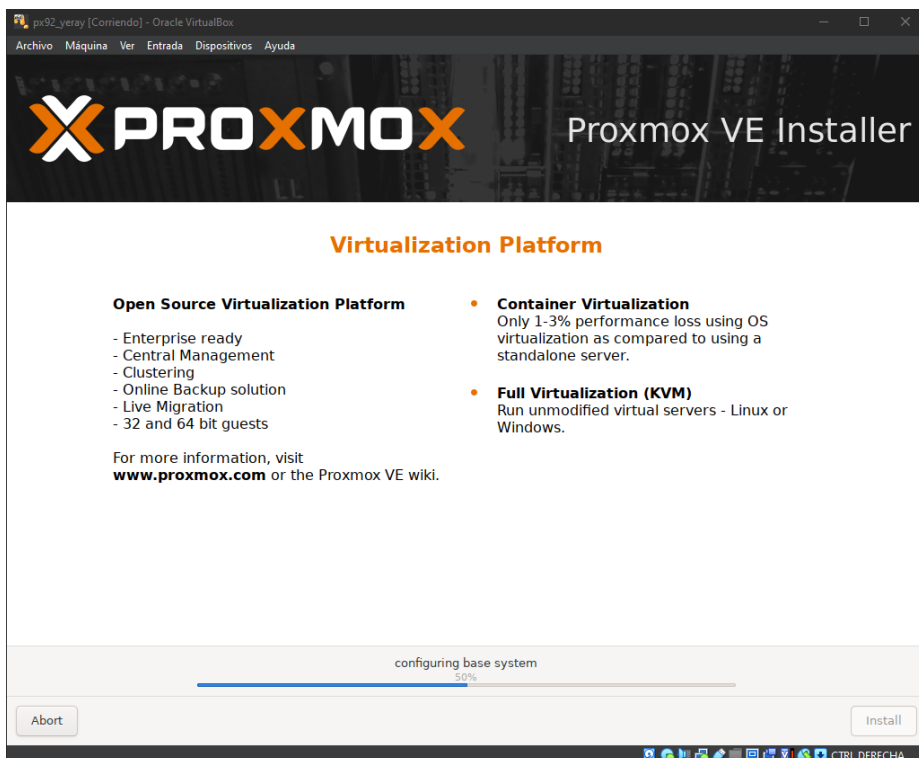 px92_yeray [Corriendo] - Oracle VirtualBox
Archivo Máquina Ver Entrada Dispositivos Ayuda
PROXMOX
Proxmox VE Installer
Virtualization Platform
Open Source Virtualization Platform
- Enterprise ready
- Central Management
- Clustering
- Online Backup solution
- Live Migration
- 32 and 64 bit guests
For more information, visit
www.proxmox.com or the Proxmox VE wiki.
Container Virtualization
Only 1-3% performance loss using OS
virtualization as compared to using a
standalone server.
Full Virtualization (KVM)
Run unmodified virtual servers - Linux or
Windows.
configuring base system
50%
Abort
Install
CTRL DERECHA